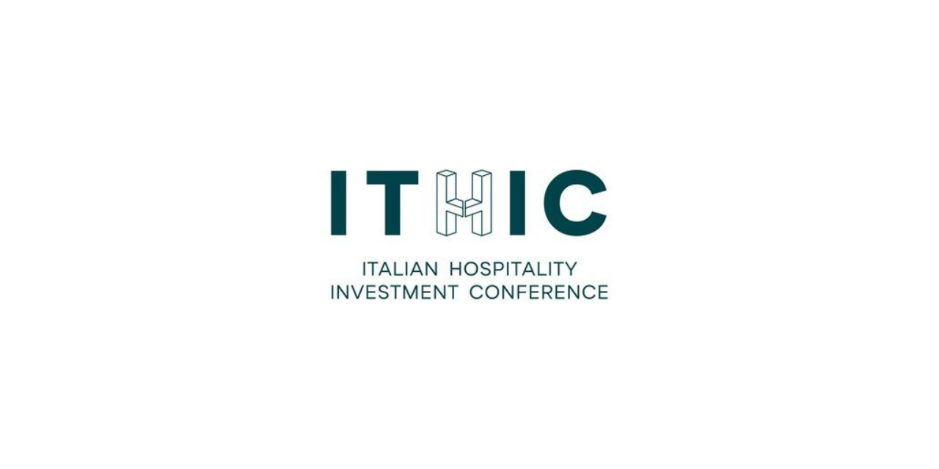 ITHIC
ITALIAN HOSPITALITY
INVESTMENT CONFERENCE